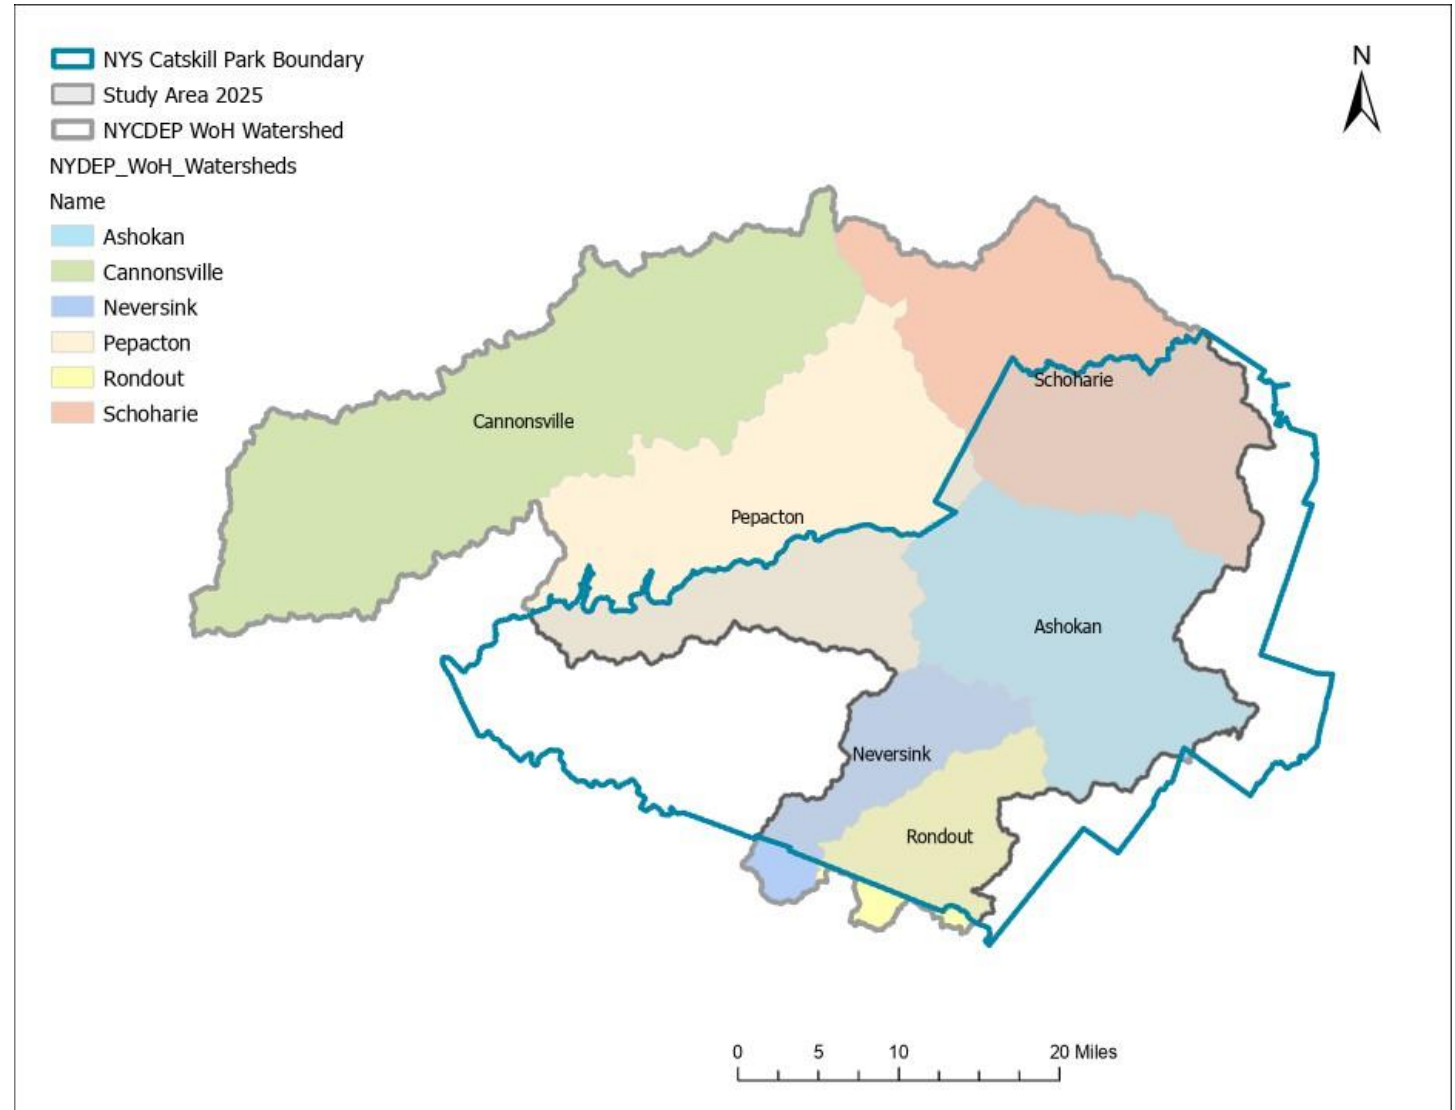 NYS Catskill Park Boundary
Study Area 2025
NYCDEP WoH Watershed
NYDEP_WoH_Watersheds
Name
Ashokan
Cannonsville
Neversink
Pepacton
Rondout
Schoharie
N
Schoharie
Cannonsville
Pepacton
Ashokan
Neversink
Rondout
0 5 10 20 Miles